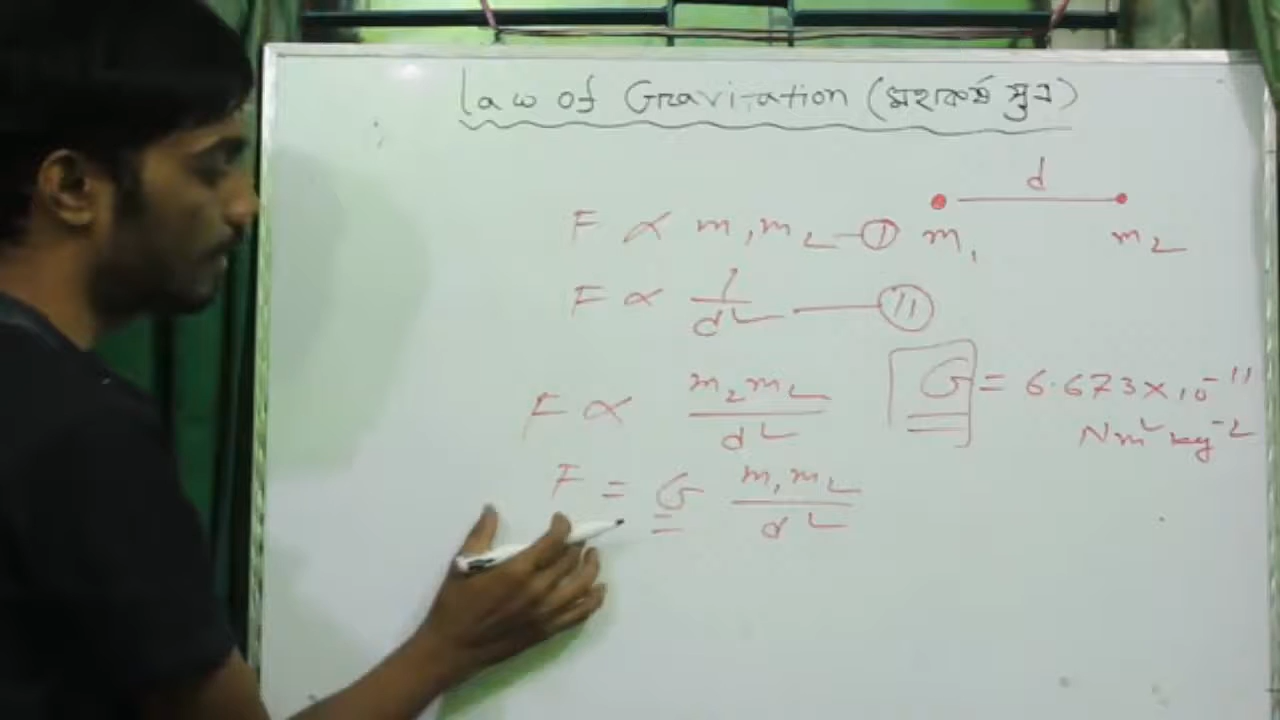 Law of Gravitation (মহাকর্ষ সুত্র)
d
F ∝ m₁m₂ — (I)
m₁
m₂
F ∝ 1/d² — (II)
F ∝ m₂m₂/d²
G = 6.673×10⁻¹¹
Nm²kg⁻²
F = G m₁m₂/d²